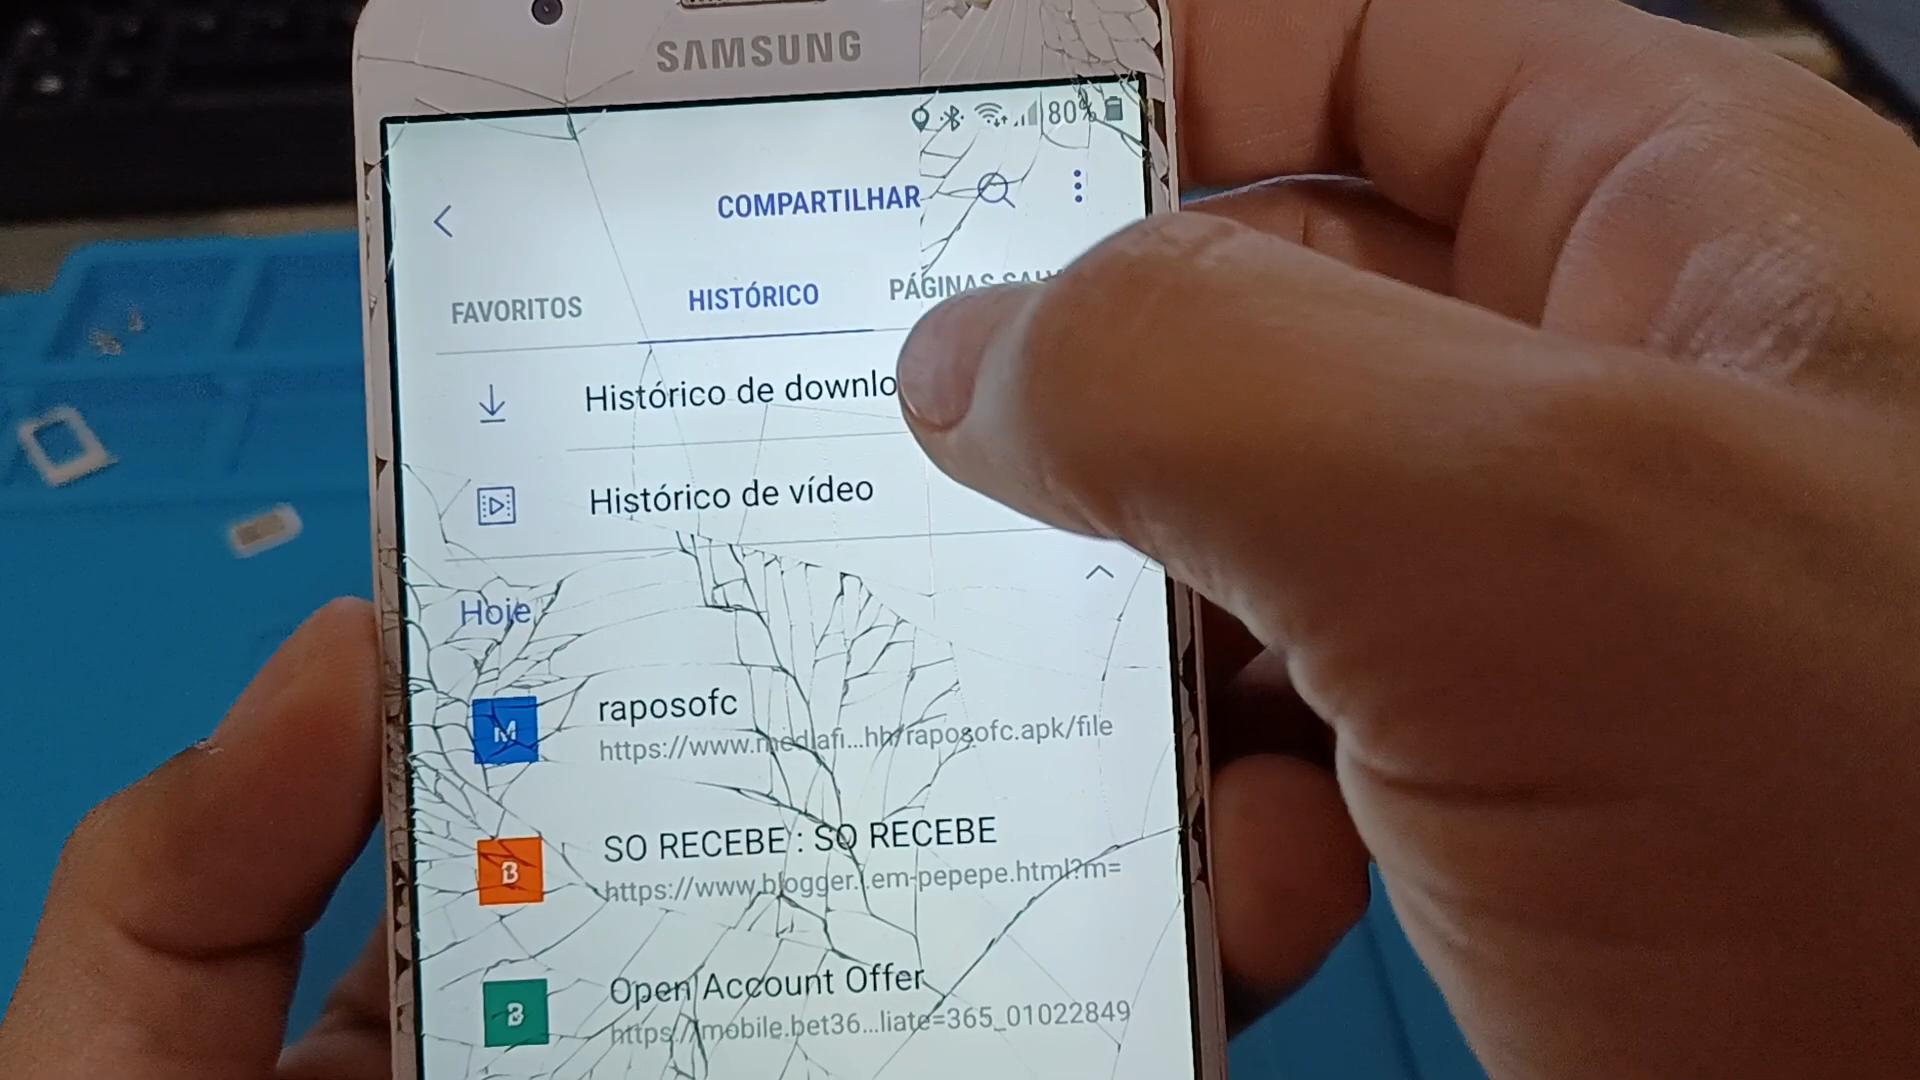 SAMSUNG
80%
COMPARTILHAR
FAVORITOS
HISTÓRICO
PÁGINAS
Histórico de downlo
Histórico de vídeo
Hoje
M
raposofc
https://www.mediafi...hh/raposofc.apk/file
B
SO RECEBE : SO RECEBE
https://www.blogger...em-pepepe.html?m=
B
Open Account Offer
https://mobile.bet36...liate=365_01022849